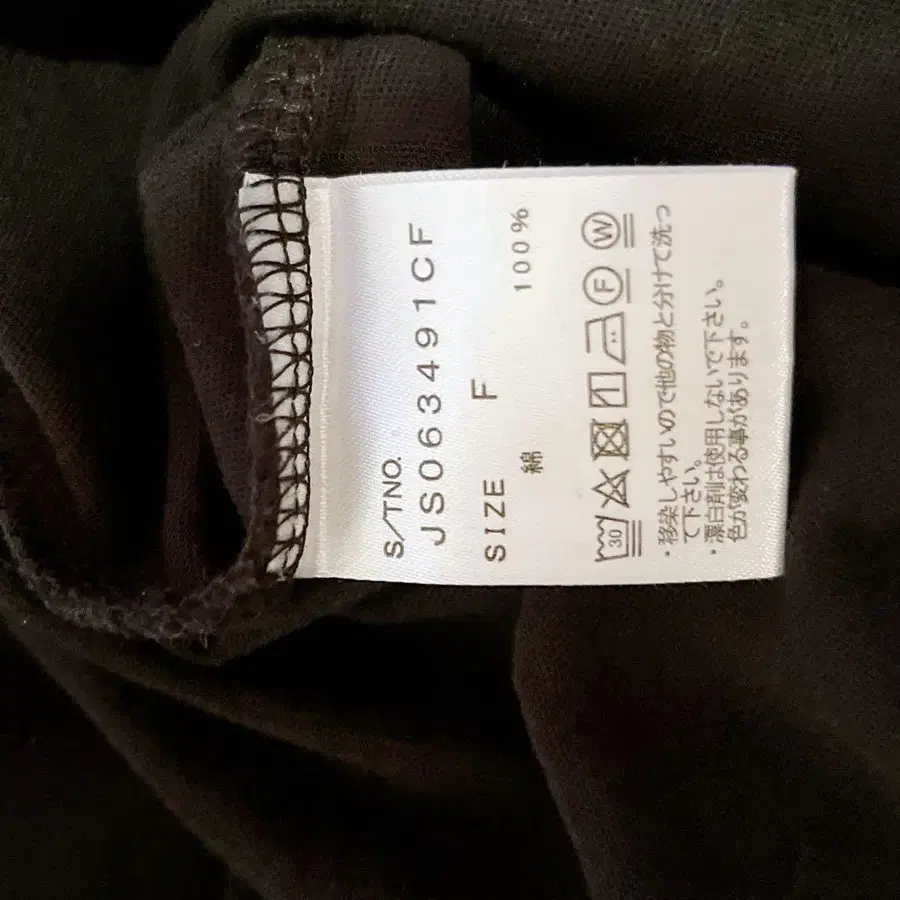 S/TNO.
JS063491CF
SIZE F
綿 100%
30 W F
・移染しやすいので他の物と分けて洗っ
て下さい。
・漂白剤は使用しないで下さい。
色が変わる事があります。